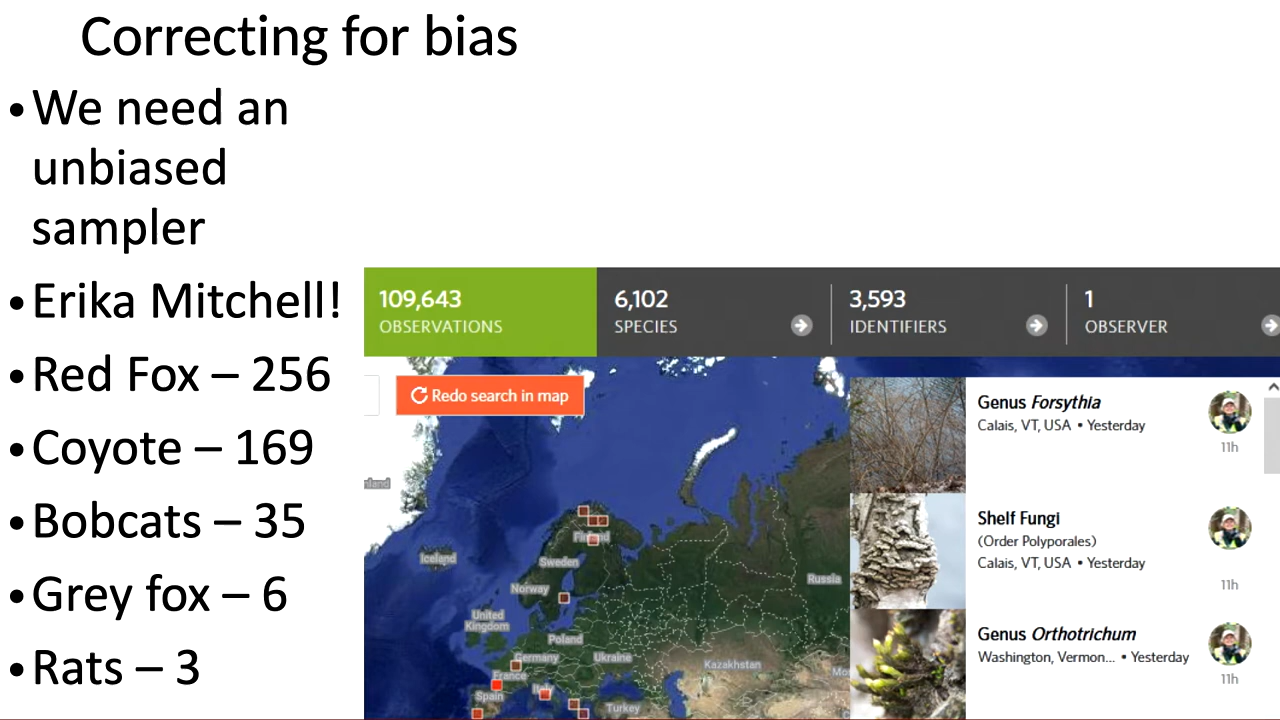 Correcting for bias
• We need an
unbiased
sampler
• Erika Mitchell!
• Red Fox – 256
• Coyote – 169
• Bobcats – 35
• Grey fox – 6
• Rats – 3
109,643
OBSERVATIONS
6,102
SPECIES
3,593
IDENTIFIERS
1
OBSERVER
Redo search in map
Iceland
Finland
Sweden
Norway
Russia
United
Kingdom
Poland
Germany
Ukraine
Kazakhstan
France
Spain
Italy
Turkey
Genus Forsythia
Calais, VT, USA • Yesterday
11h
Shelf Fungi
(Order Polyporales)
Calais, VT, USA • Yesterday
11h
Genus Orthotrichum
Washington, Vermon... • Yesterday
11h